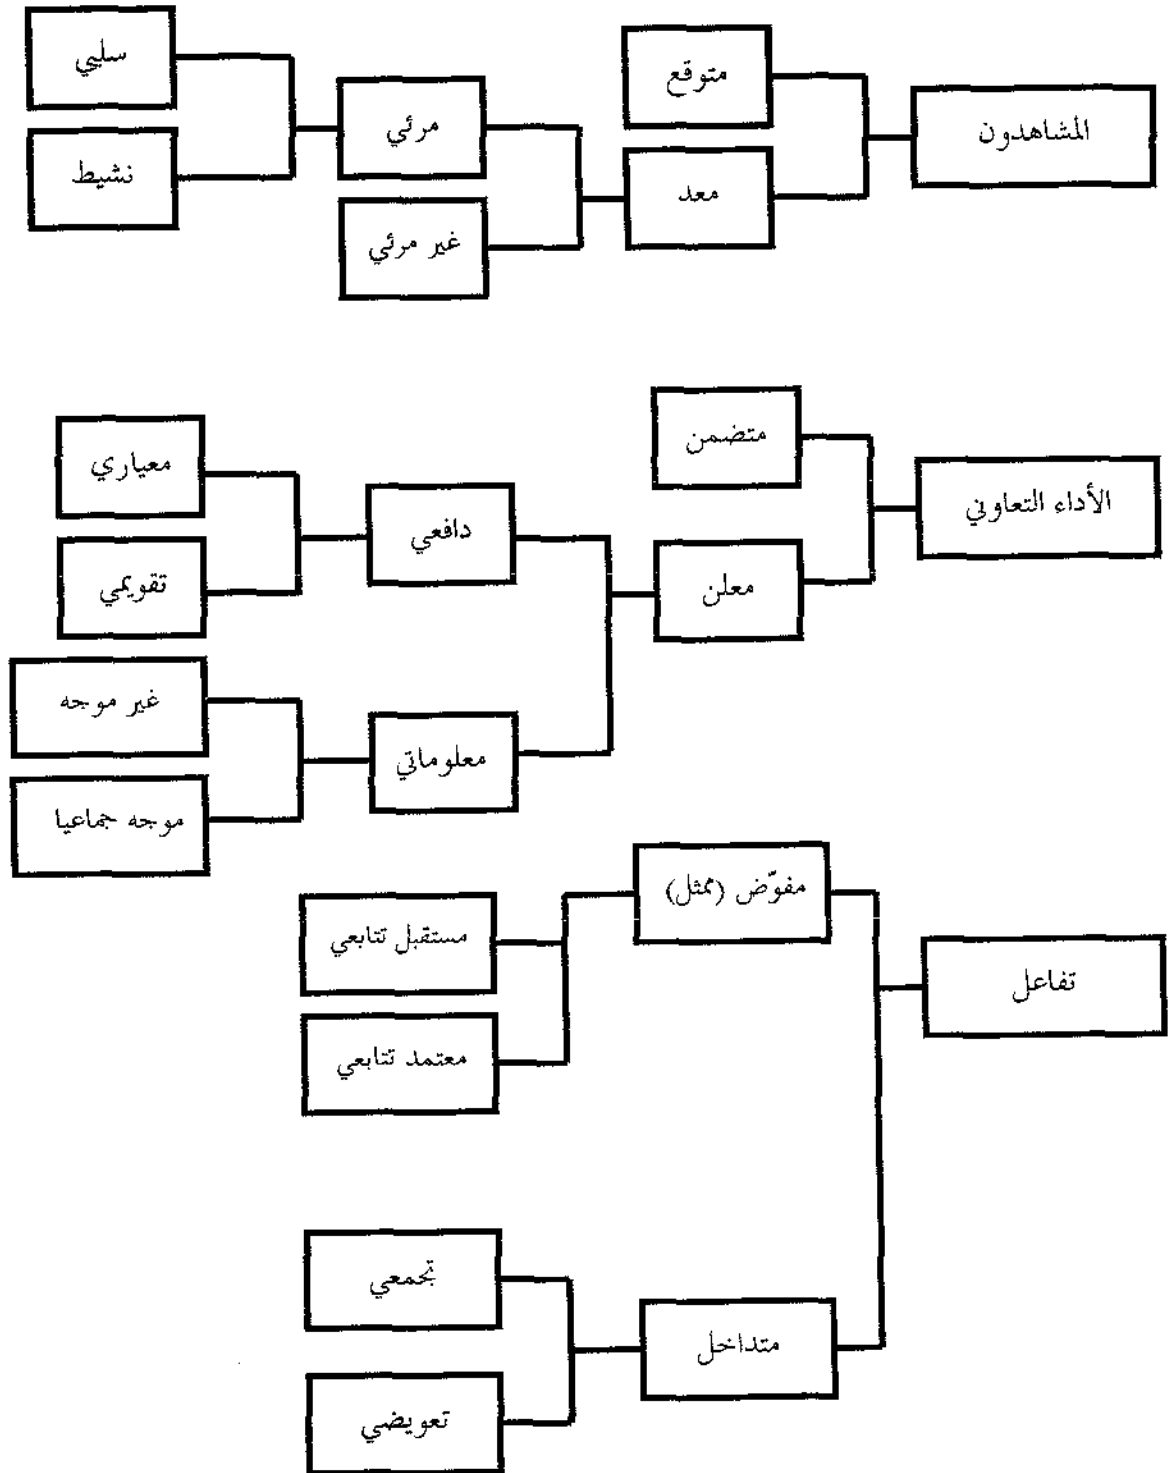 المشاهدون
متوقع
معد
مرئي
غير مرئي
سلبي
نشيط
الأداء التعاوني
متضمن
معلن
دافعي
معياري
تقويمي
معلوماتي
غير موجه
موجه جماعيا
تفاعل
مفوّض (ممثل)
مستقبل تتابعي
معتمد تتابعي
متداخل
تجمعي
تعويضي